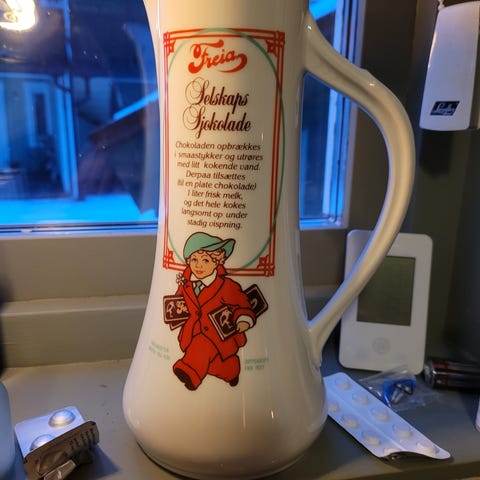 Freia
Selskaps
Sjokolade
Chokoladen opbrækkes
i smaastykker og utrøres
med litt kokende vand.
Derpaa tilsættes
(til en plate chokolade)
1 liter frisk melk,
og det hele kokes
langsomt op under
stadig vispning.